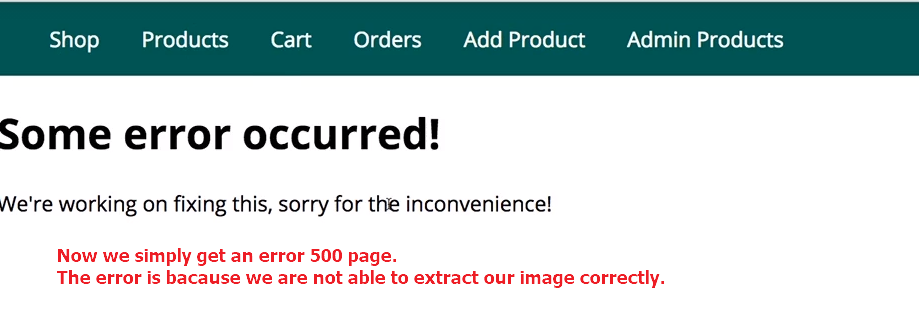 Shop Products Cart Orders Add Product Admin Products
Some error occurred!
We're working on fixing this, sorry for the inconvenience!
Now we simply get an error 500 page.
The error is bacause we are not able to extract our image correctly.